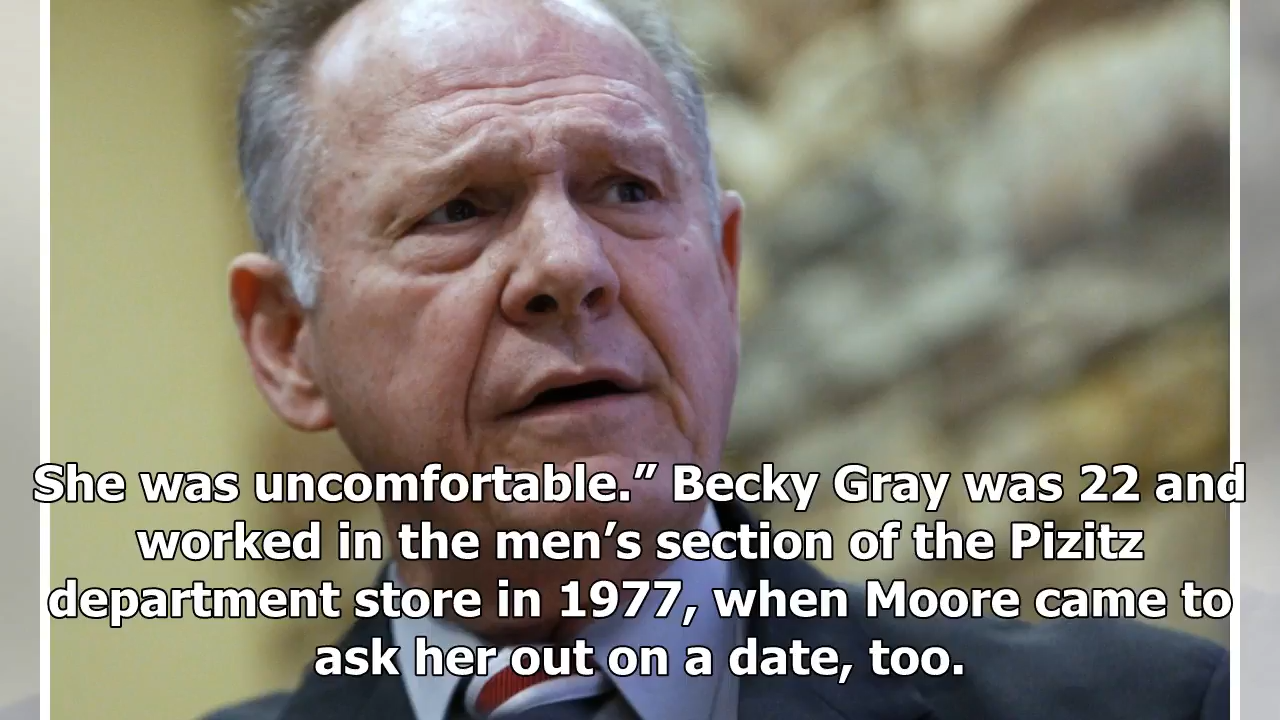 She was uncomfortable.” Becky Gray was 22 and
worked in the men’s section of the Pizitz
department store in 1977, when Moore came to
ask her out on a date, too.